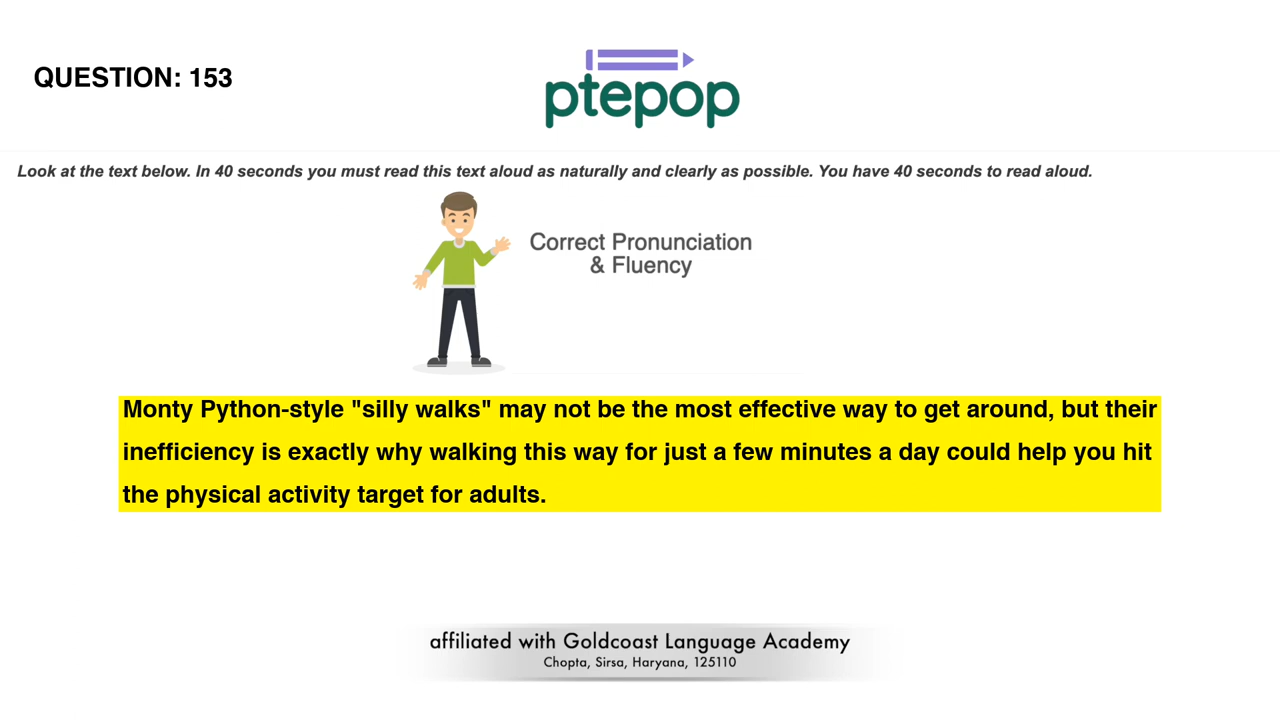 QUESTION: 153
ptepop
Look at the text below. In 40 seconds you must read this text aloud as naturally and clearly as possible. You have 40 seconds to read aloud.
Correct Pronunciation
& Fluency
Monty Python-style "silly walks" may not be the most effective way to get around, but their
inefficiency is exactly why walking this way for just a few minutes a day could help you hit
the physical activity target for adults.
affiliated with Goldcoast Language Academy
Chopta, Sirsa, Haryana, 125110